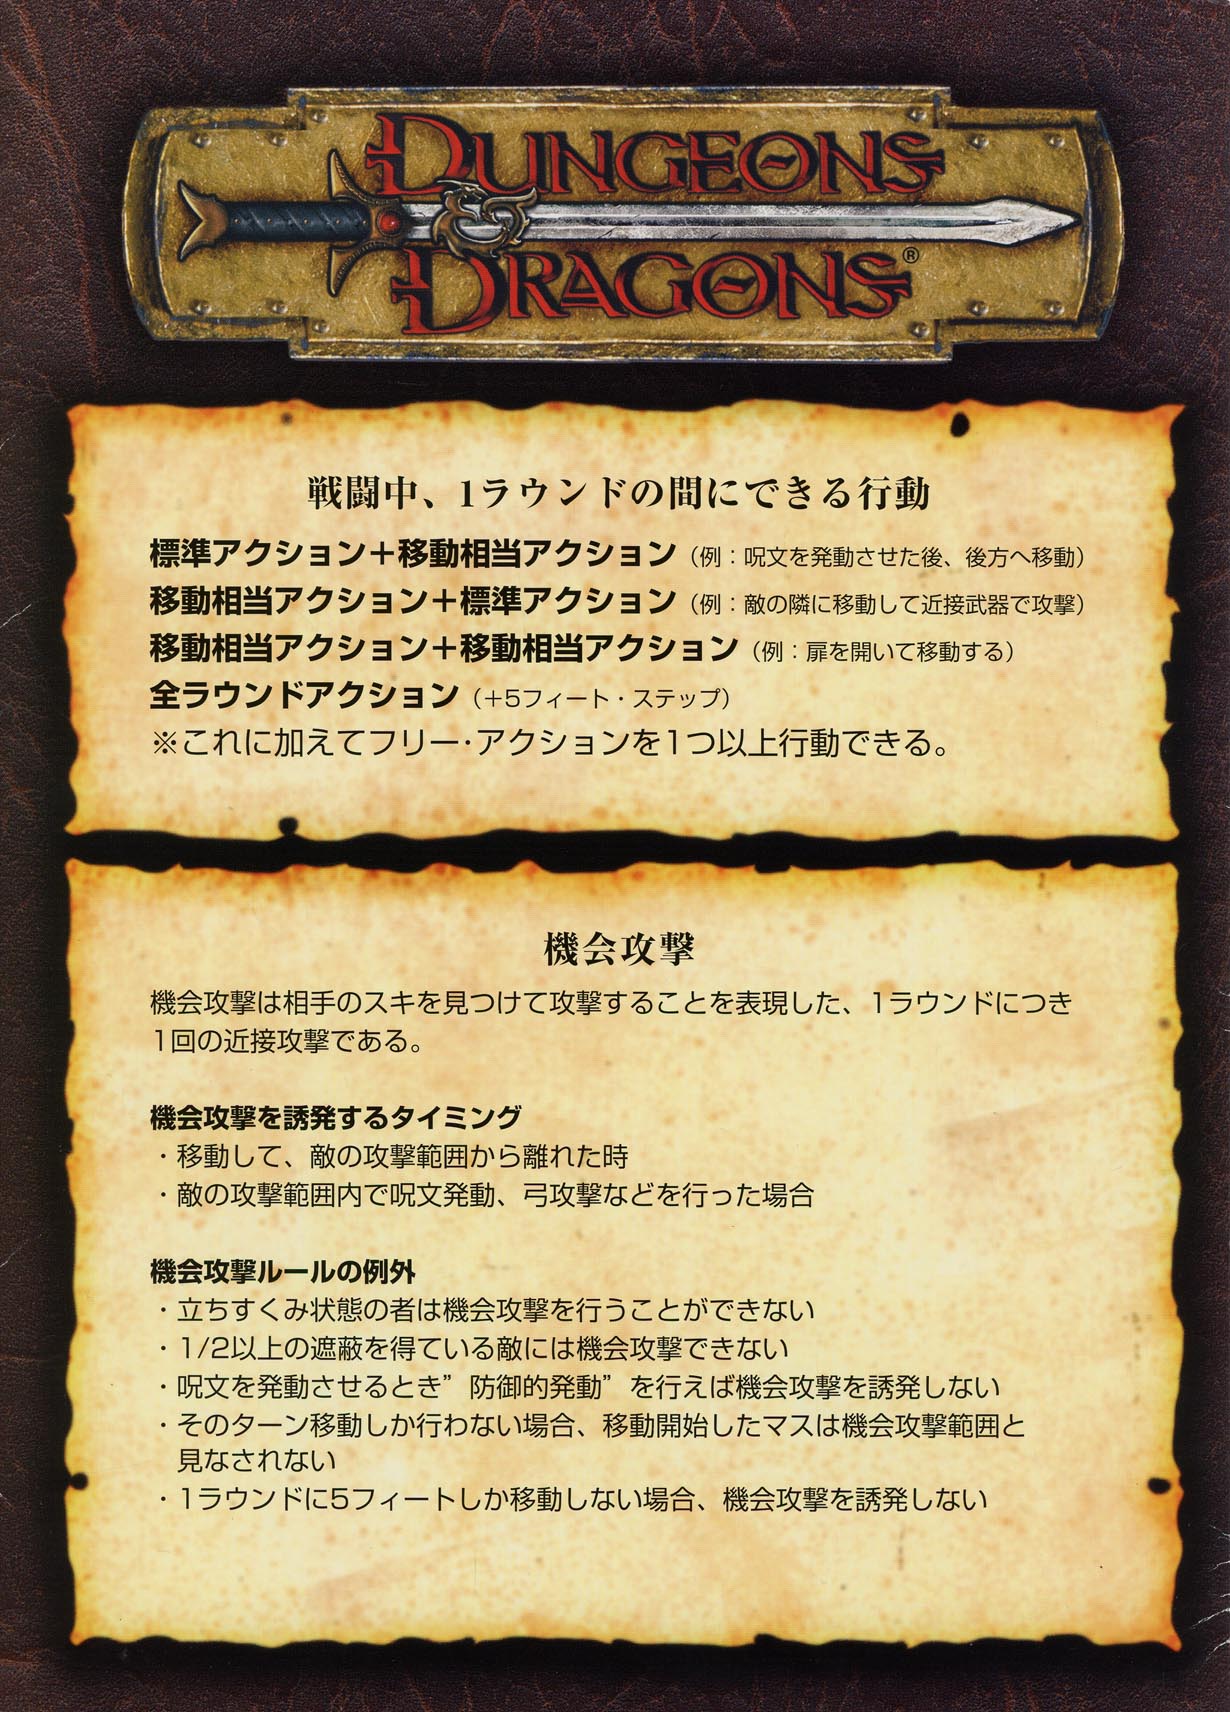 DUNGEONS
&
DRAGONS®
戦闘中、1ラウンドの間にできる行動
標準アクション＋移動相当アクション（例：呪文を発動させた後、後方へ移動）
移動相当アクション＋標準アクション（例：敵の隣に移動して近接武器で攻撃）
移動相当アクション＋移動相当アクション（例：扉を開いて移動する）
全ラウンドアクション（＋5フィート・ステップ）
※これに加えてフリー・アクションを1つ以上行動できる。
機会攻撃
機会攻撃は相手のスキを見つけて攻撃することを表現した、1ラウンドにつき
1回の近接攻撃である。
機会攻撃を誘発するタイミング
・移動して、敵の攻撃範囲から離れた時
・敵の攻撃範囲内で呪文発動、弓攻撃などを行った場合
機会攻撃ルールの例外
・立ちすくみ状態の者は機会攻撃を行うことができない
・1/2以上の遮蔽を得ている敵には機会攻撃できない
・呪文を発動させるとき”防御的発動”を行えば機会攻撃を誘発しない
・そのターン移動しか行わない場合、移動開始したマスは機会攻撃範囲と
見なされない
・1ラウンドに5フィートしか移動しない場合、機会攻撃を誘発しない